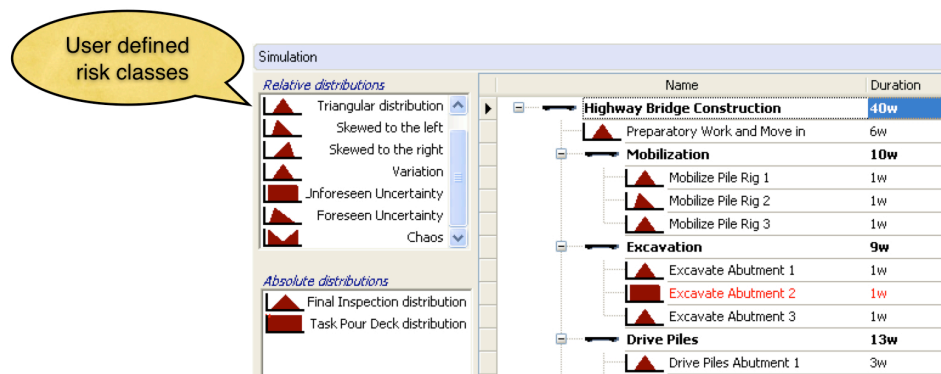 User defined
risk classes
Simulation
Relative distributions
Triangular distribution
Skewed to the left
Skewed to the right
Variation
Unforeseen Uncertainty
Foreseen Uncertainty
Chaos
Absolute distributions
Final Inspection distribution
Task Pour Deck distribution
Name Duration
Highway Bridge Construction 40w
Preparatory Work and Move in 6w
Mobilization 10w
Mobilize Pile Rig 1 1w
Mobilize Pile Rig 2 1w
Mobilize Pile Rig 3 1w
Excavation 9w
Excavate Abutment 1 1w
Excavate Abutment 2 1w
Excavate Abutment 3 1w
Drive Piles 13w
Drive Piles Abutment 1 3w